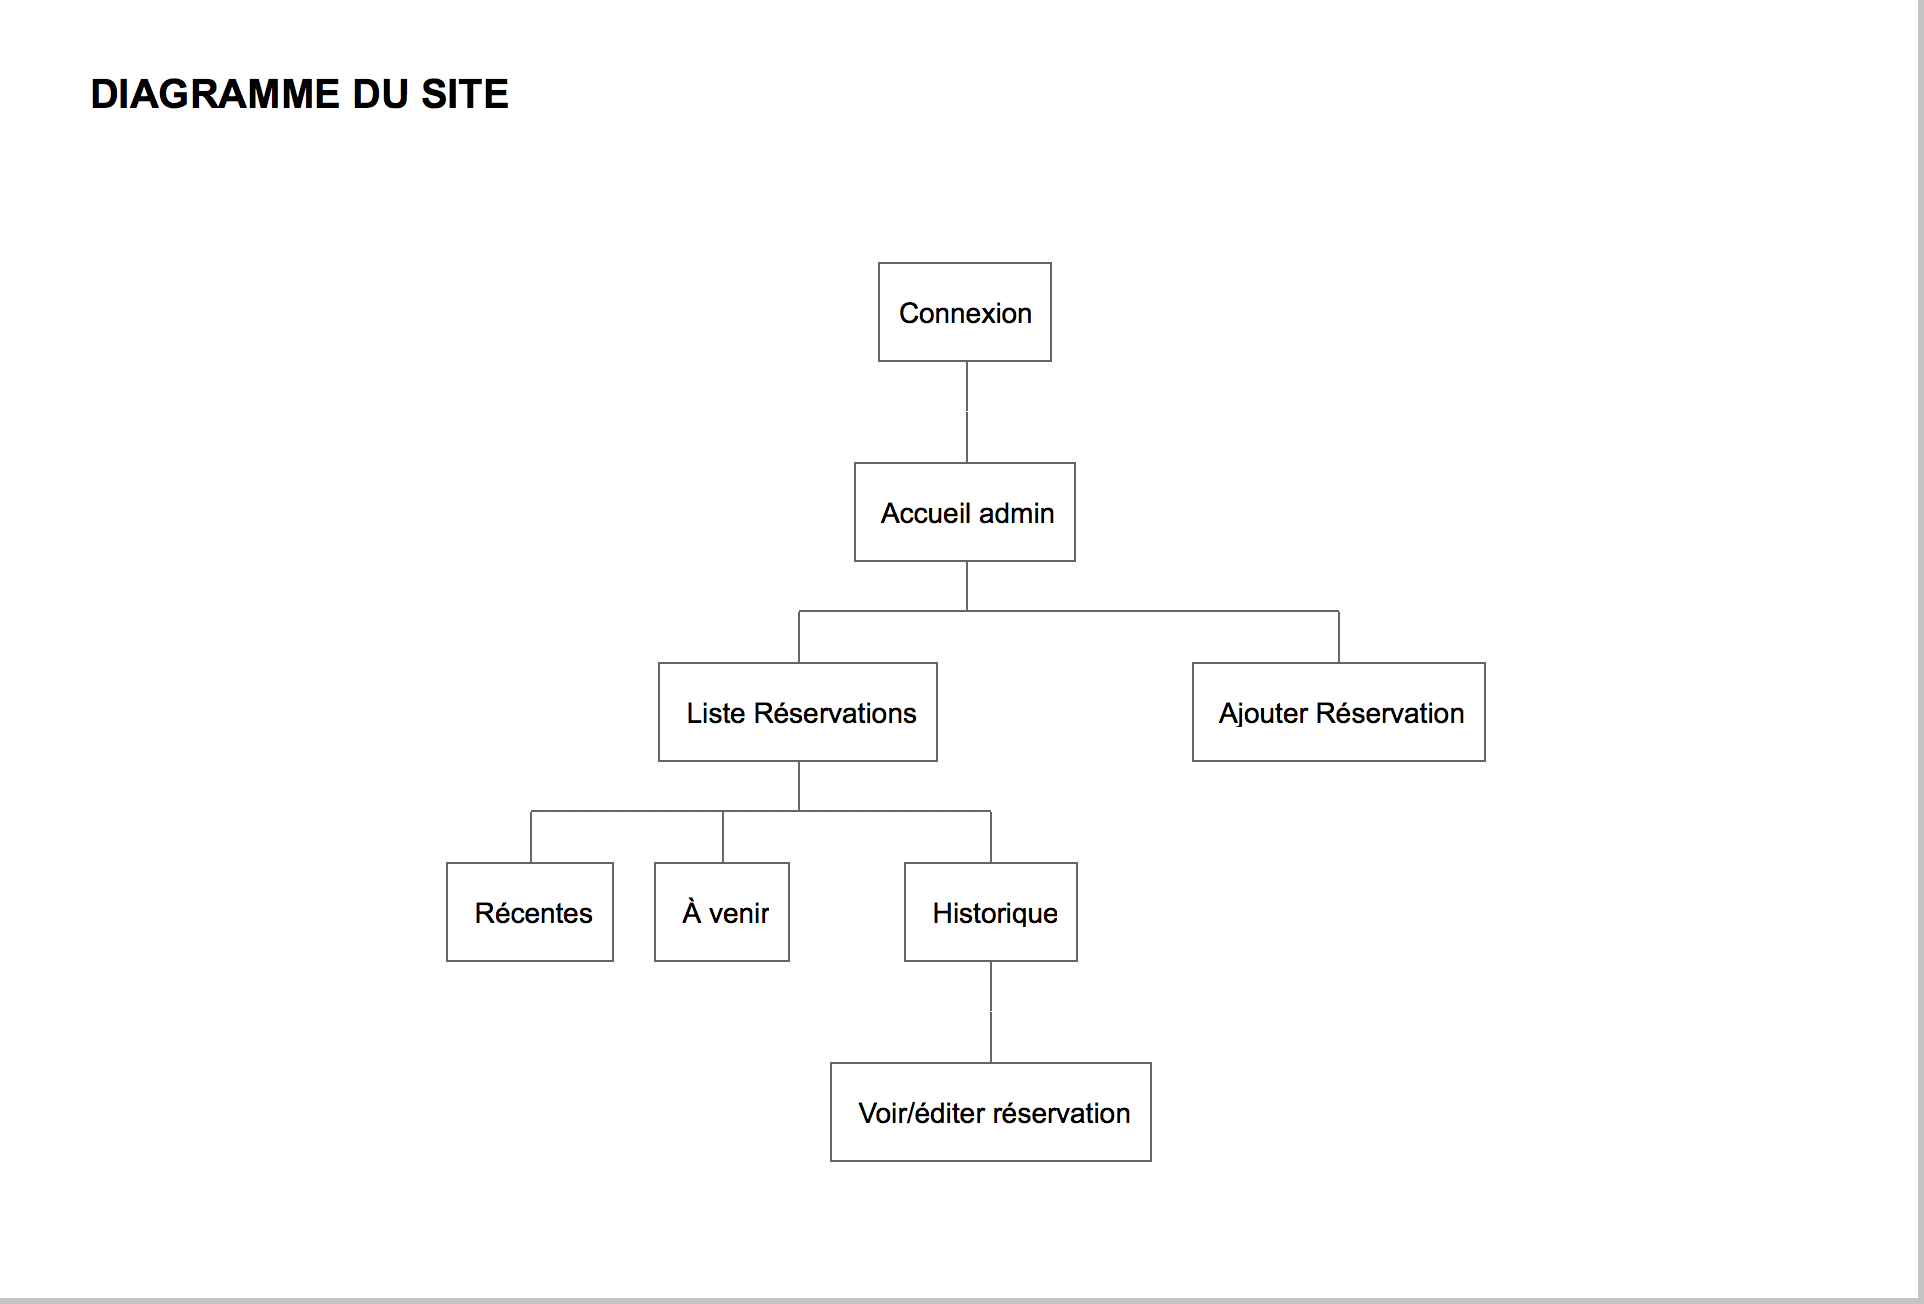 DIAGRAMME DU SITE
Connexion
Accueil admin
Liste Réservations
Ajouter Réservation
Récentes
À venir
Historique
Voir/éditer réservation